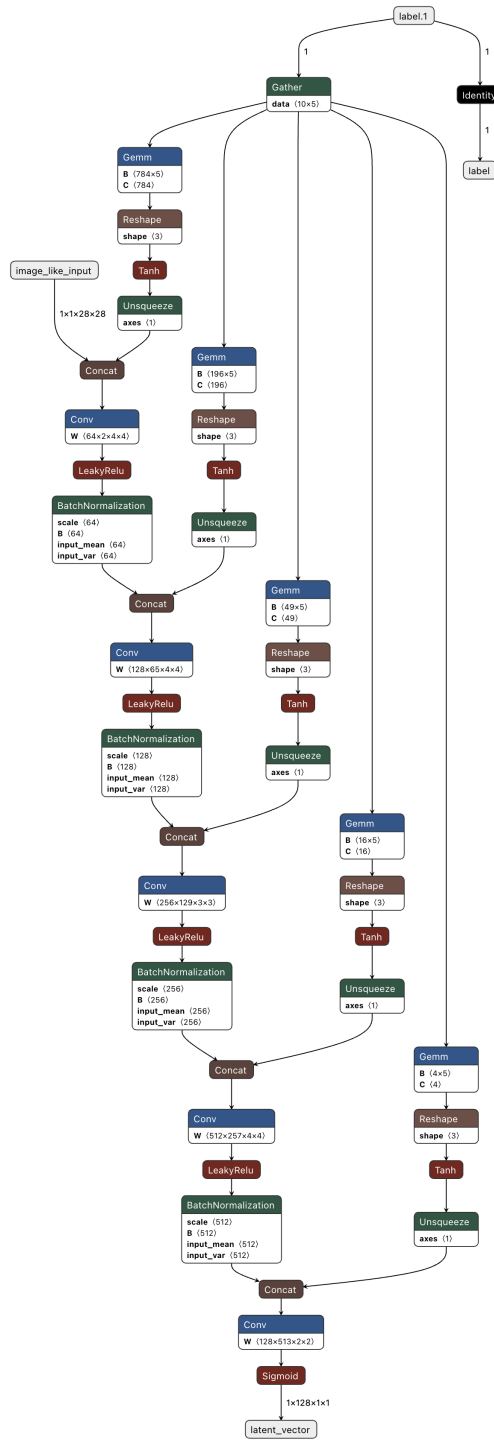 label.1
1
1
Gather
data ⟨10×5⟩
Identity
1
label
Gemm
B ⟨784×5⟩
C ⟨784⟩
Reshape
shape ⟨3⟩
image_like_input
Tanh
1×1×28×28
Unsqueeze
axes ⟨1⟩
Concat
Gemm
B ⟨196×5⟩
C ⟨196⟩
Conv
W ⟨64×2×4×4⟩
Reshape
shape ⟨3⟩
LeakyRelu
Tanh
BatchNormalization
scale ⟨64⟩
B ⟨64⟩
input_mean ⟨64⟩
input_var ⟨64⟩
Unsqueeze
axes ⟨1⟩
Concat
Gemm
B ⟨49×5⟩
C ⟨49⟩
Conv
W ⟨128×65×4×4⟩
Reshape
shape ⟨3⟩
LeakyRelu
Tanh
BatchNormalization
scale ⟨128⟩
B ⟨128⟩
input_mean ⟨128⟩
input_var ⟨128⟩
Unsqueeze
axes ⟨1⟩
Concat
Gemm
B ⟨16×5⟩
C ⟨16⟩
Conv
W ⟨256×129×3×3⟩
Reshape
shape ⟨3⟩
LeakyRelu
Tanh
BatchNormalization
scale ⟨256⟩
B ⟨256⟩
input_mean ⟨256⟩
input_var ⟨256⟩
Unsqueeze
axes ⟨1⟩
Concat
Gemm
B ⟨4×5⟩
C ⟨4⟩
Conv
W ⟨512×257×4×4⟩
Reshape
shape ⟨3⟩
LeakyRelu
Tanh
BatchNormalization
scale ⟨512⟩
B ⟨512⟩
input_mean ⟨512⟩
input_var ⟨512⟩
Unsqueeze
axes ⟨1⟩
Concat
Conv
W ⟨128×513×2×2⟩
Sigmoid
1×128×1×1
latent_vector